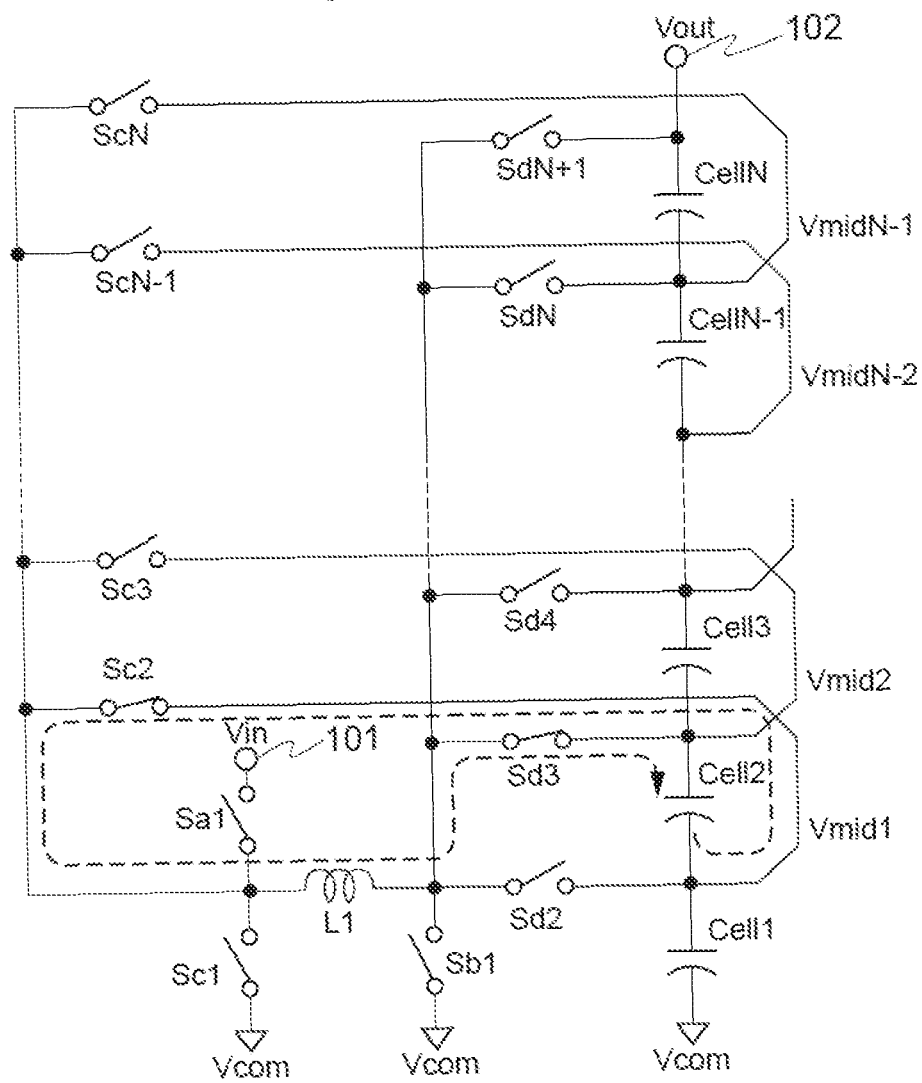 Vout
102
ScN
SdN+1
CellN
VmidN-1
ScN-1
SdN
CellN-1
VmidN-2
Sc3
Sd4
Cell3
Sc2
Vmid2
Vin
101
Sd3
Cell2
Sa1
Vmid1
L1
Sd2
Cell1
Sc1
Sb1
Vcom
Vcom
Vcom